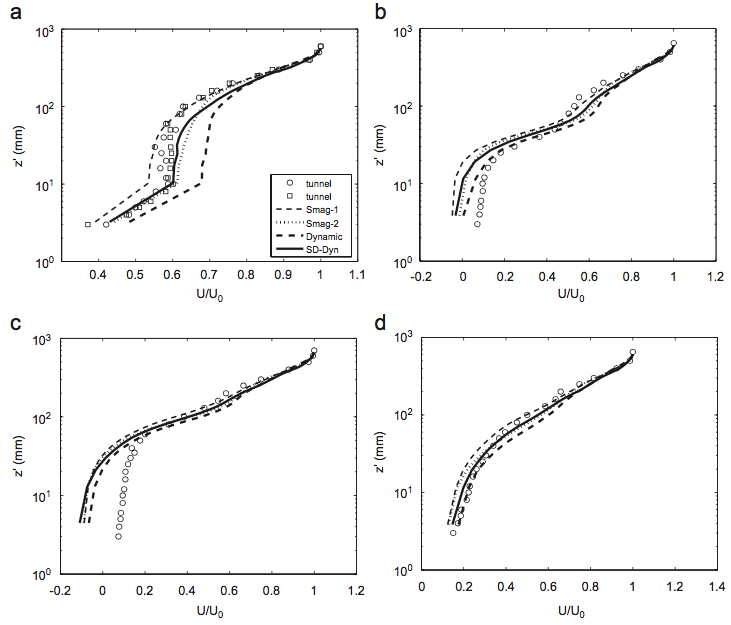 a
10³
10²
10¹
10⁰
z' (mm)
0.4 0.5 0.6 0.7 0.8 0.9 1 1.1
U/U₀
tunnel
tunnel
Smag-1
Smag-2
Dynamic
SD-Dyn
b
10³
10²
10¹
10⁰
z' (mm)
-0.2 0 0.2 0.4 0.6 0.8 1 1.2
U/U₀
c
10³
10²
10¹
10⁰
z' (mm)
-0.2 0 0.2 0.4 0.6 0.8 1 1.2
U/U₀
d
10³
10²
10¹
10⁰
z' (mm)
0 0.2 0.4 0.6 0.8 1 1.2 1.4
U/U₀